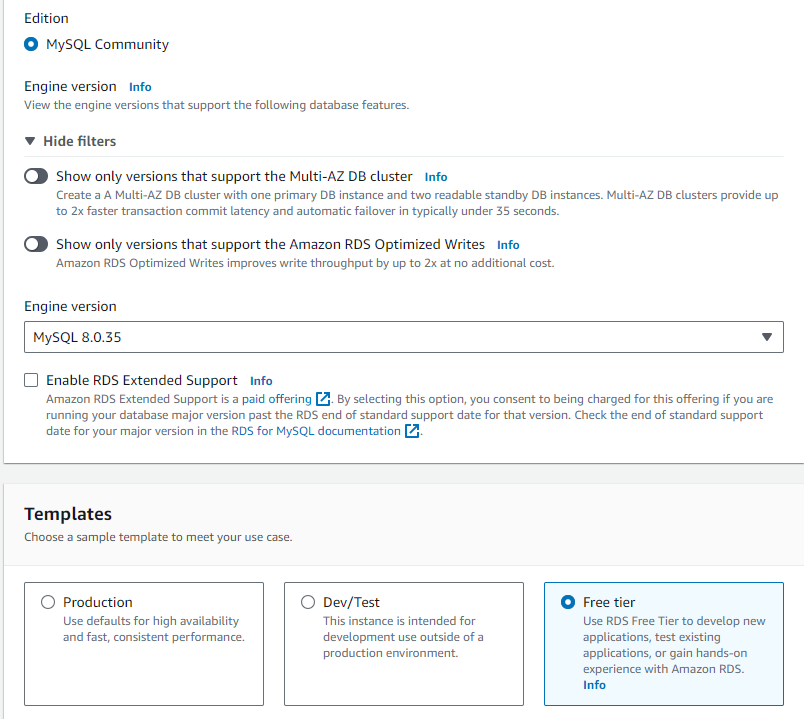 Edition
MySQL Community
Engine version Info
View the engine versions that support the following database features.
Hide filters
Show only versions that support the Multi-AZ DB cluster Info
Create a A Multi-AZ DB cluster with one primary DB instance and two readable standby DB instances. Multi-AZ DB clusters provide up
to 2x faster transaction commit latency and automatic failover in typically under 35 seconds.
Show only versions that support the Amazon RDS Optimized Writes Info
Amazon RDS Optimized Writes improves write throughput by up to 2x at no additional cost.
Engine version
MySQL 8.0.35
Enable RDS Extended Support Info
Amazon RDS Extended Support is a paid offering. By selecting this option, you consent to being charged for this offering if you are
running your database major version past the RDS end of standard support date for that version. Check the end of standard support
date for your major version in the RDS for MySQL documentation.
Templates
Choose a sample template to meet your use case.
Production
Use defaults for high availability
and fast, consistent performance.
Dev/Test
This instance is intended for
development use outside of a
production environment.
Free tier
Use RDS Free Tier to develop new
applications, test existing
applications, or gain hands-on
experience with Amazon RDS.
Info